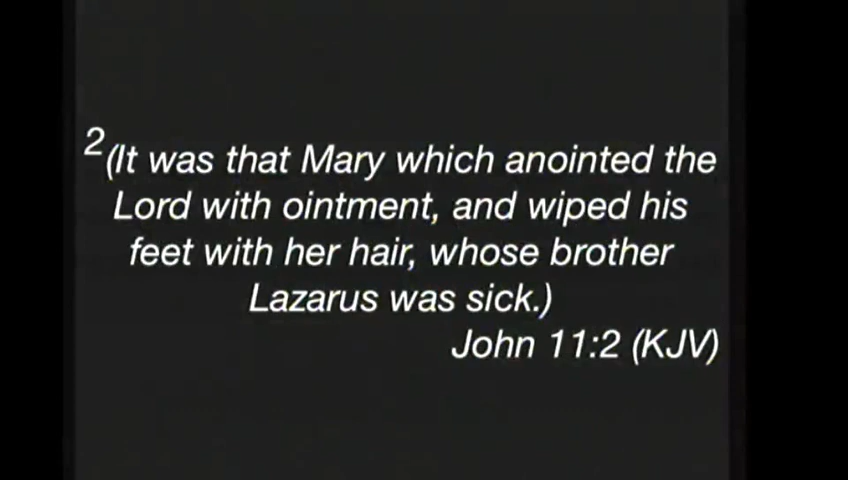 2(It was that Mary which anointed the
Lord with ointment, and wiped his
feet with her hair, whose brother
Lazarus was sick.)
John 11:2 (KJV)